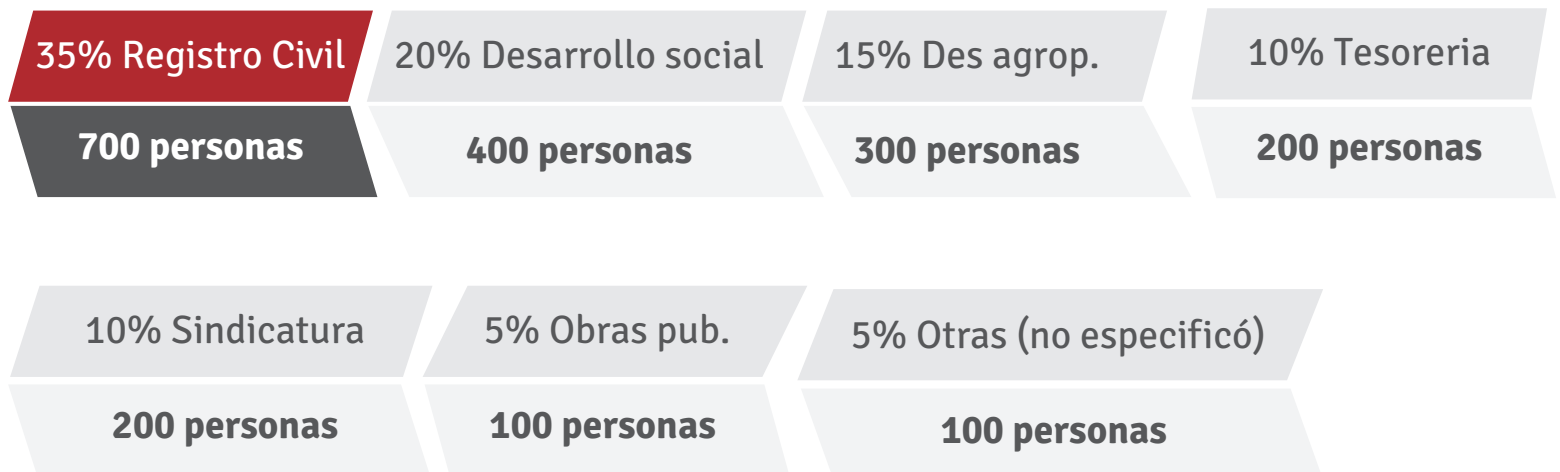 35% Registro Civil
700 personas
20% Desarrollo social
400 personas
15% Des agrop.
300 personas
10% Tesoreria
200 personas
10% Sindicatura
200 personas
5% Obras pub.
100 personas
5% Otras (no especificó)
100 personas